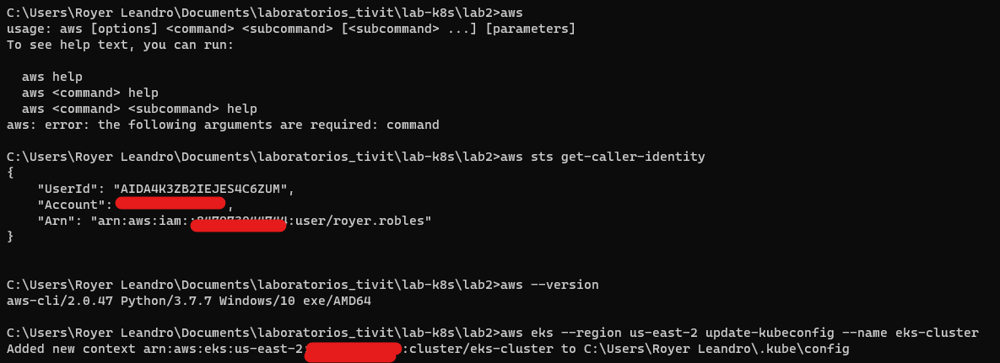 C:\Users\Royer Leandro\Documents\laboratorios_tivit\lab-k8s\lab2>aws
usage: aws [options] <command> <subcommand> [<subcommand> ...] [parameters]
To see help text, you can run:
aws help
aws <command> help
aws <command> <subcommand> help
aws: error: the following arguments are required: command
C:\Users\Royer Leandro\Documents\laboratorios_tivit\lab-k8s\lab2>aws sts get-caller-identity
{
"UserId": "AIDA4K3ZB2IEJES4C6ZUM",
"Account": ,
"Arn": "arn:aws:iam:: :user/royer.robles"
}
C:\Users\Royer Leandro\Documents\laboratorios_tivit\lab-k8s\lab2>aws --version
aws-cli/2.0.47 Python/3.7.7 Windows/10 exe/AMD64
C:\Users\Royer Leandro\Documents\laboratorios_tivit\lab-k8s\lab2>aws eks --region us-east-2 update-kubeconfig --name eks-cluster
Added new context arn:aws:eks:us-east-2: :cluster/eks-cluster to C:\Users\Royer Leandro\.kube\config